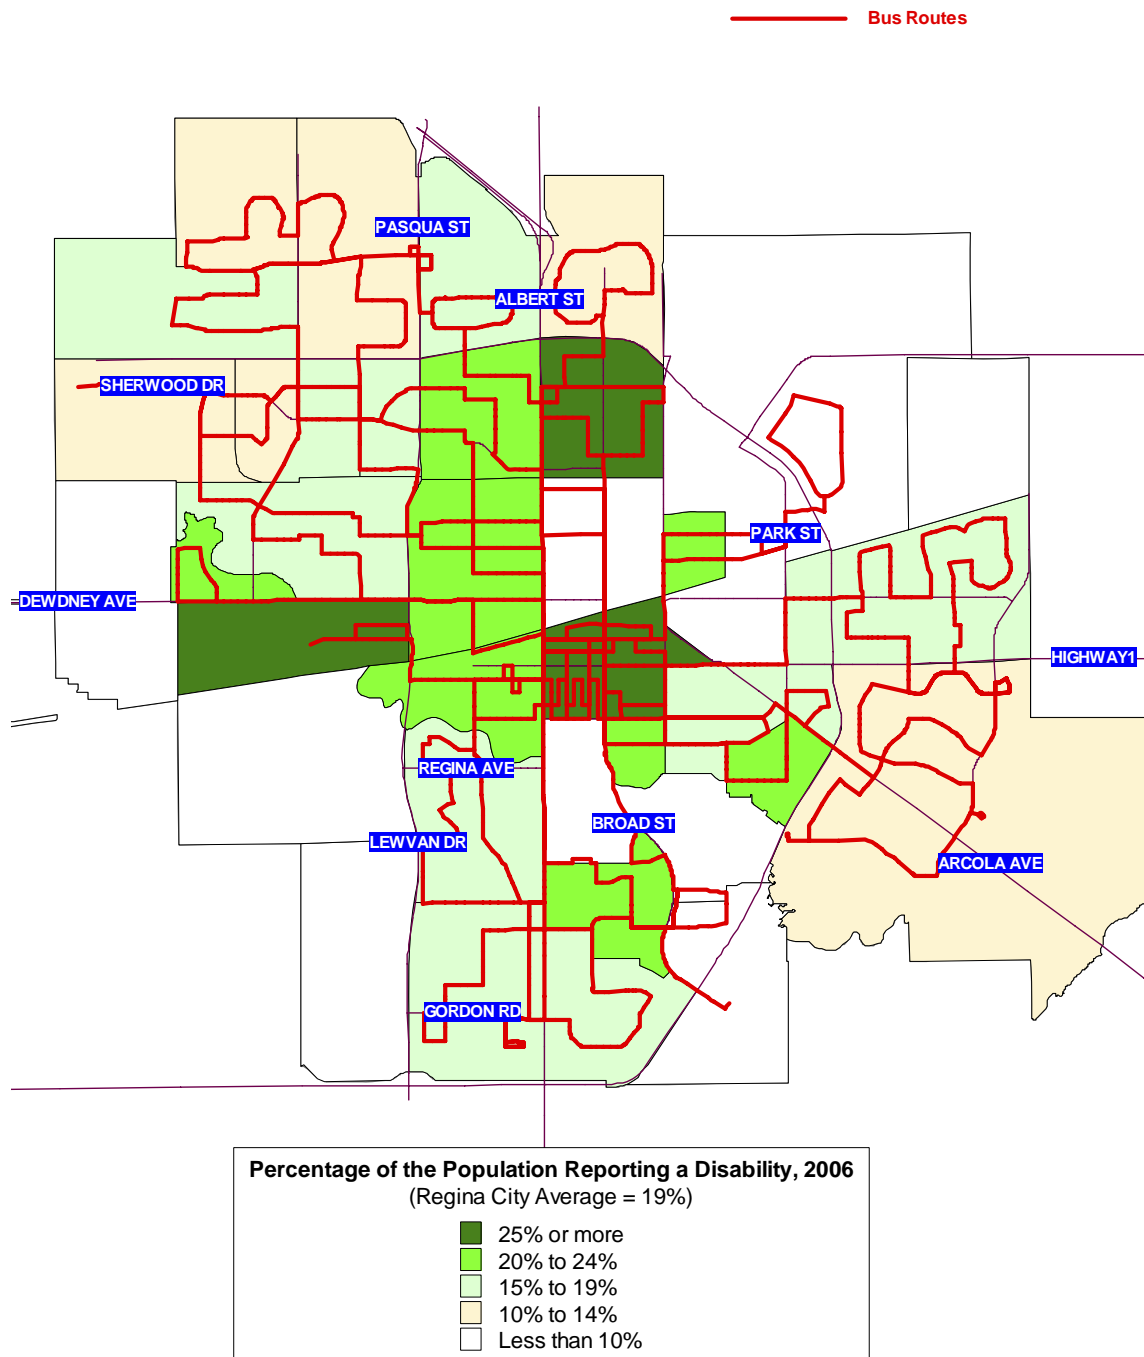 Bus Routes
PASQUA ST
ALBERT ST
SHERWOOD DR
PARK ST
DEWDNEY AVE
HIGHWAY1
REGINA AVE
BROAD ST
LEWVAN DR
ARCOLA AVE
GORDON RD
Percentage of the Population Reporting a Disability, 2006
(Regina City Average = 19%)
25% or more
20% to 24%
15% to 19%
10% to 14%
Less than 10%